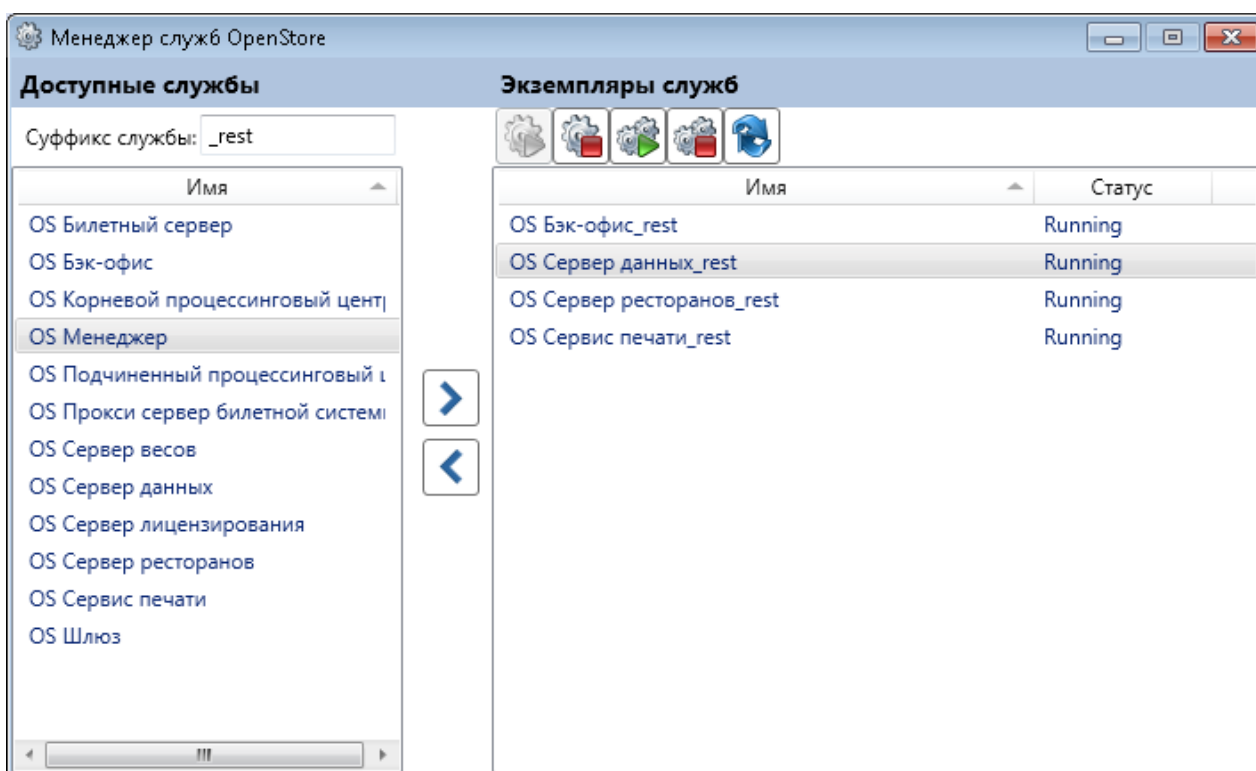 Менеджер служб OpenStore
Доступные службы
Экземпляры служб
Суффикс службы: _rest
Имя
OS Билетный сервер
OS Бэк-офис
OS Корневой процессинговый
OS Менеджер
OS Подчиненный процессинговый
OS Прокси сервер билетной
OS Сервер весов
OS Сервер данных
OS Сервер лицензирования
OS Сервер ресторанов
OS Сервис печати
OS Шлюз
Имя Статус
OS Бэк-офис_rest Running
OS Сервер данных_rest Running
OS Сервер ресторанов_rest Running
OS Сервис печати_rest Running